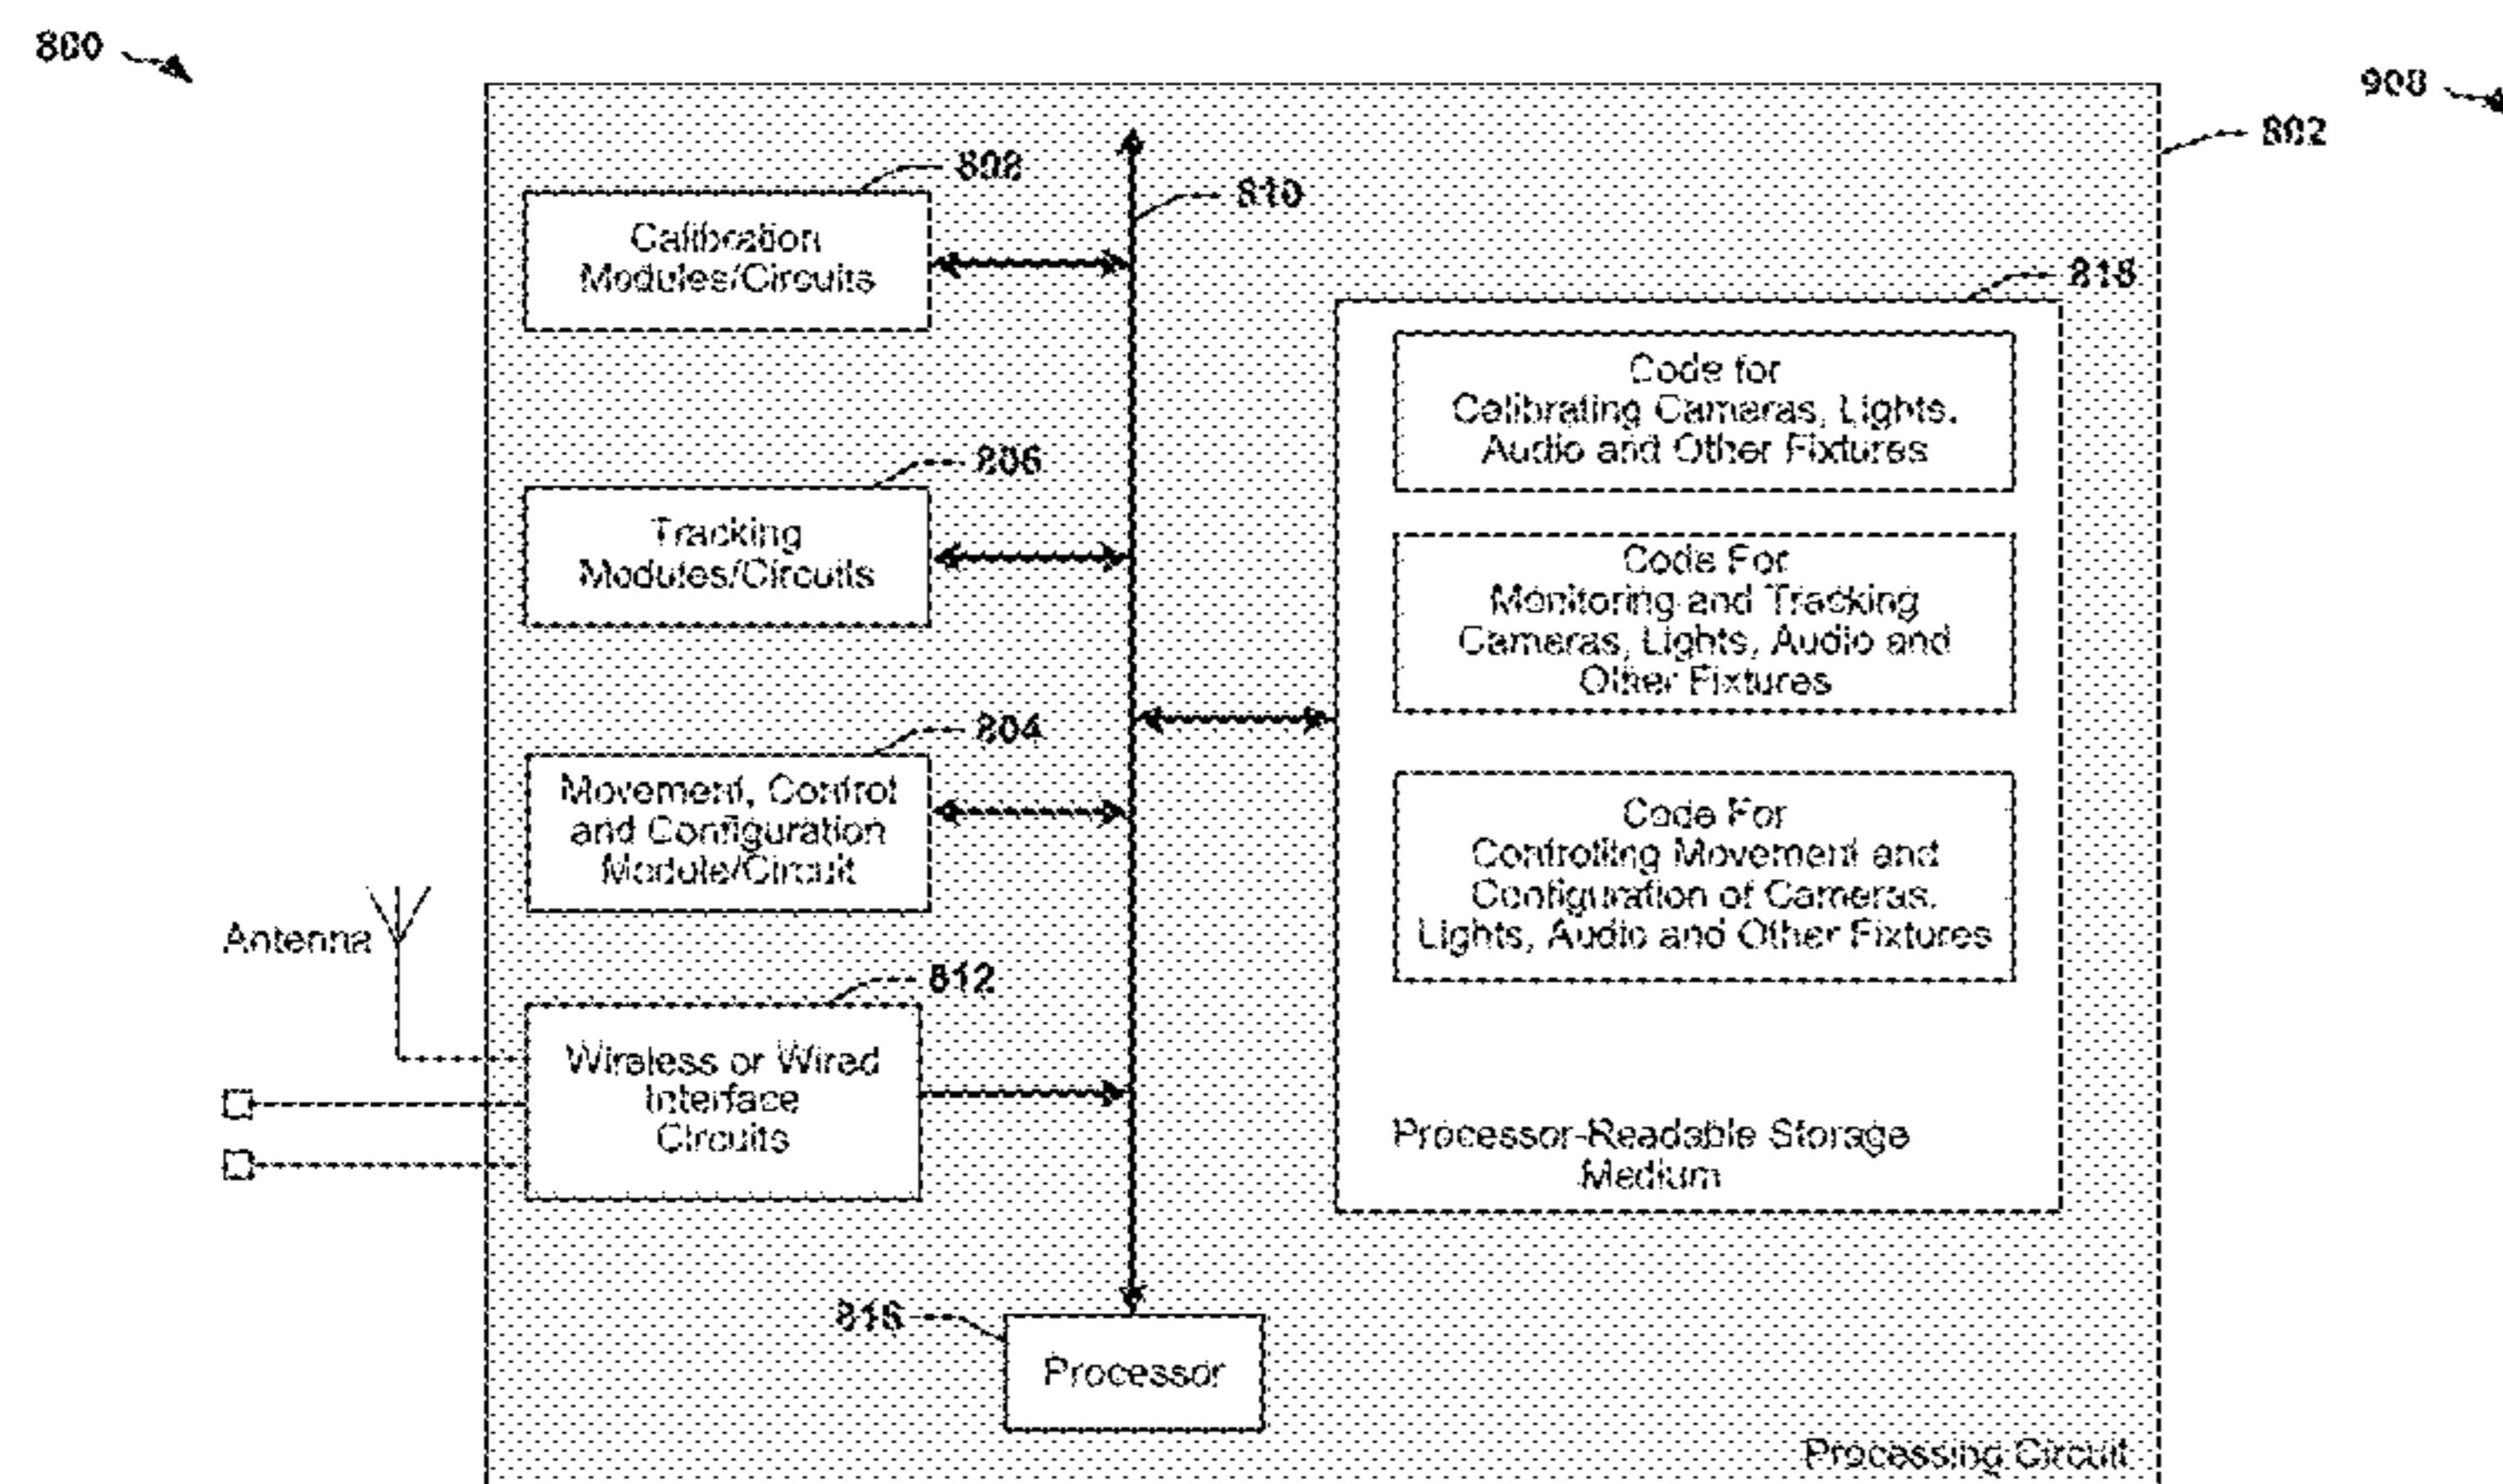 800
908
802
808
810
Calibration
Modules/Circuits
818
Code for
Calibrating Cameras, Lights,
Audio and Other Fixtures
806
Tracking
Modules/Circuits
Code For
Monitoring and Tracking
Cameras, Lights, Audio and
Other Fixtures
804
Movement, Control
and Configuration
Module/Circuit
Code For
Controlling Movement and
Configuration of Cameras,
Lights, Audio and Other Fixtures
Antenna
812
Wireless or Wired
Interface
Circuits
Processor-Readable Storage
Medium
816
Processor
Processing Circuit